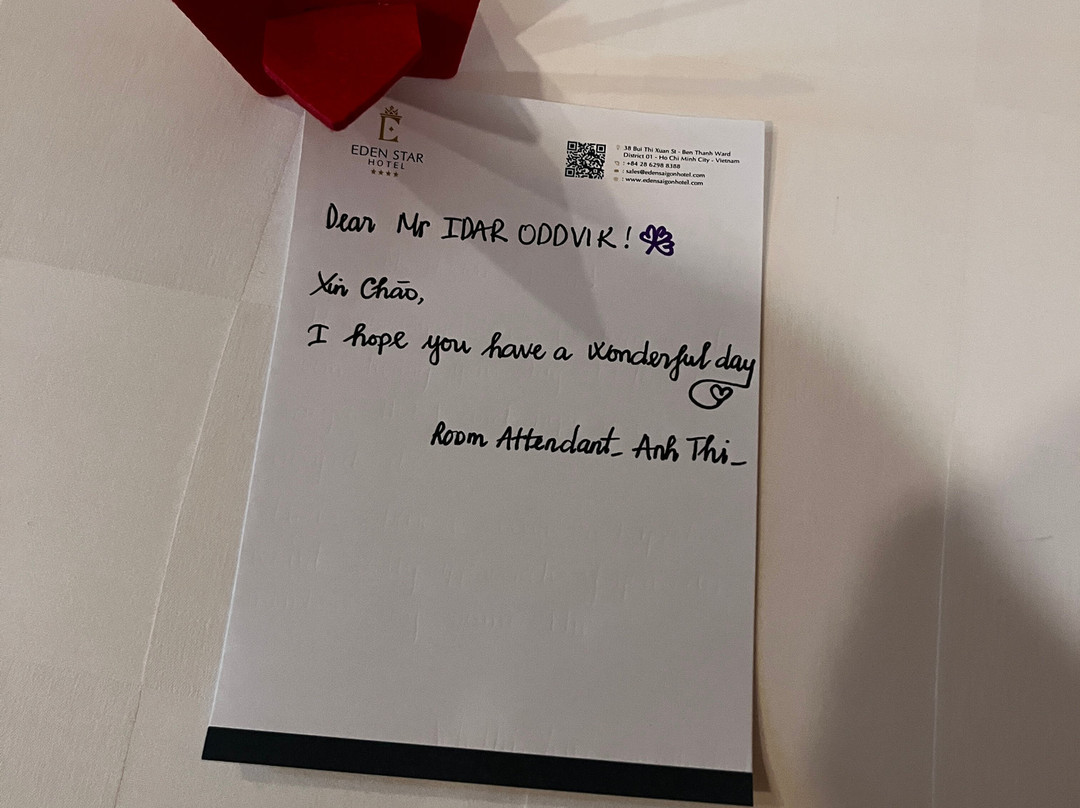 EDEN STAR
HOTEL
38 Bui Thi Xuan St - Ben Thanh Ward
District 01 - Ho Chi Minh City - Vietnam
: +84 28 6298 8388
: sales@edensaigonhotel.com
: www.edensaigonhotel.com
Dear Mr IDAR ODDVIK!
Xin Chāo,
I hope you have a wonderful day
Room Attendant_ Anh Thi_